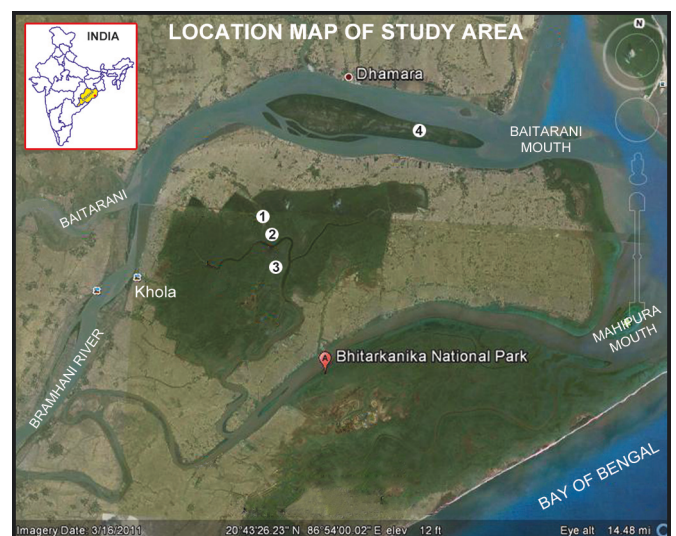 LOCATION MAP OF STUDY AREA
INDIA
N
Dhamara
4
BAITARANI
MOUTH
BAITARANI
1
2
3
Khola
MAHIPURA
MOUTH
BRAMHANI RIVER
A
Bhitarkanika National Park
BAY OF BENGAL
Imagery Date: 3/16/2011
20°43'26.23" N 86°54'00.02" E elev 12 ft
Eye alt 14.48 mi